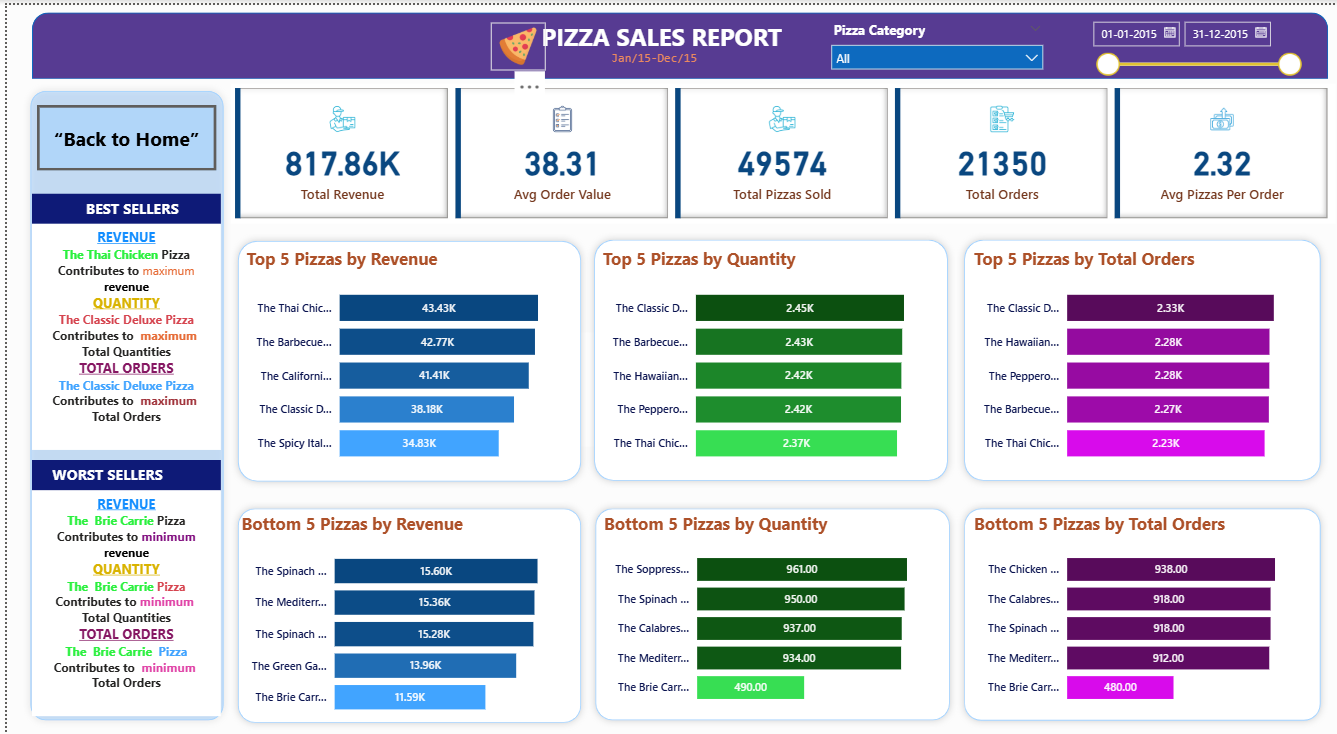 PIZZA SALES REPORT
Jan/15-Dec/15
Pizza Category
All
01-01-2015
31-12-2015
“Back to Home”
BEST SELLERS
REVENUE
The Thai Chicken Pizza
Contributes to maximum
revenue
QUANTITY
The Classic Deluxe Pizza
Contributes to maximum
Total Quantities
TOTAL ORDERS
The Classic Deluxe Pizza
Contributes to maximum
Total Orders
WORST SELLERS
REVENUE
The Brie Carrie Pizza
Contributes to minimum
revenue
QUANTITY
The Brie Carrie Pizza
Contributes to minimum
Total Quantities
TOTAL ORDERS
The Brie Carrie Pizza
Contributes to minimum
Total Orders
817.86K
Total Revenue
38.31
Avg Order Value
49574
Total Pizzas Sold
21350
Total Orders
2.32
Avg Pizzas Per Order
Top 5 Pizzas by Revenue
The Thai Chic... 43.43K
The Barbecue... 42.77K
The Californi... 41.41K
The Classic D... 38.18K
The Spicy Ital... 34.83K
Top 5 Pizzas by Quantity
The Classic D... 2.45K
The Barbecue... 2.43K
The Hawaiian... 2.42K
The Peppero... 2.42K
The Thai Chic... 2.37K
Top 5 Pizzas by Total Orders
The Classic D... 2.33K
The Hawaiian... 2.28K
The Peppero... 2.28K
The Barbecue... 2.27K
The Thai Chic... 2.23K
Bottom 5 Pizzas by Revenue
The Spinach ... 15.60K
The Mediterr... 15.36K
The Spinach ... 15.28K
The Green Ga... 13.96K
The Brie Carr... 11.59K
Bottom 5 Pizzas by Quantity
The Soppress... 961.00
The Spinach ... 950.00
The Calabres... 937.00
The Mediterr... 934.00
The Brie Carr... 490.00
Bottom 5 Pizzas by Total Orders
The Chicken ... 938.00
The Calabres... 918.00
The Spinach ... 918.00
The Mediterr... 912.00
The Brie Carr... 480.00